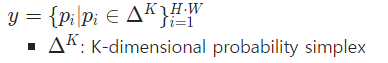 y = {p_i|p_i ∈ Δ^K}_{i=1}^{H·W}
▪ Δ^K: K-dimensional probability simplex